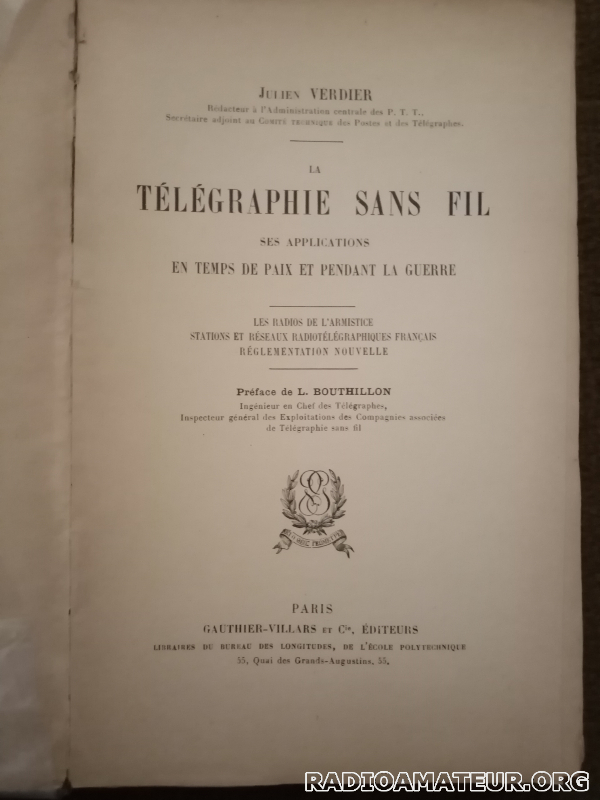 JULIEN VERDIER
Rédacteur à l'Administration centrale des P. T. T.,
Secrétaire adjoint au COMITÉ TECHNIQUE des Postes et des Télégraphes.
LA
TÉLÉGRAPHIE SANS FIL
SES APPLICATIONS
EN TEMPS DE PAIX ET PENDANT LA GUERRE
LES RADIOS DE L'ARMISTICE
STATIONS ET RÉSEAUX RADIOTÉLÉGRAPHIQUES FRANÇAIS
RÉGLEMENTATION NOUVELLE
Préface de L. BOUTHILLON
Ingénieur en Chef des Télégraphes,
Inspecteur général des Exploitations des Compagnies associées
de Télégraphie sans fil
PARIS
GAUTHIER-VILLARS ET Cie, ÉDITEURS
LIBRAIRES DU BUREAU DES LONGITUDES, DE L'ÉCOLE POLYTECHNIQUE
55, Quai des Grands-Augustins, 55,
RADIOAMATEUR.ORG